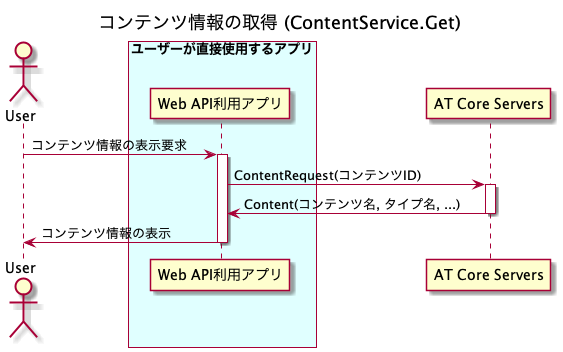 コンテンツ情報の取得 (ContentService.Get)
ユーザーが直接使用するアプリ
User
Web API利用アプリ
AT Core Servers
コンテンツ情報の表示要求
ContentRequest(コンテンツID)
Content(コンテンツ名, タイプ名, ...)
コンテンツ情報の表示
User
Web API利用アプリ
AT Core Servers